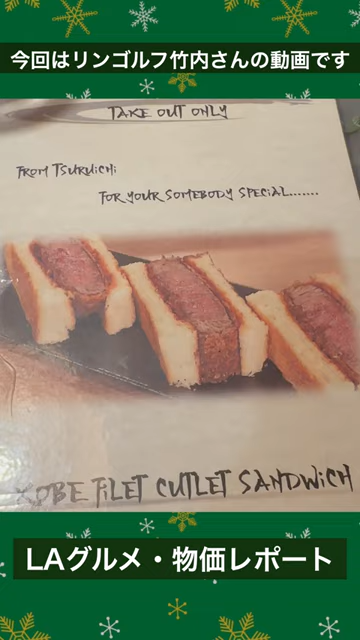 今回はリンゴルフ竹内さんの動画です
TAKE OUT ONLY
FROM TSURUiCHi
FOR YOUR SOMEBODY SPECiAL.......
KOBE FiLET CUTLET SANDWiCH
LAグルメ・物価レポート